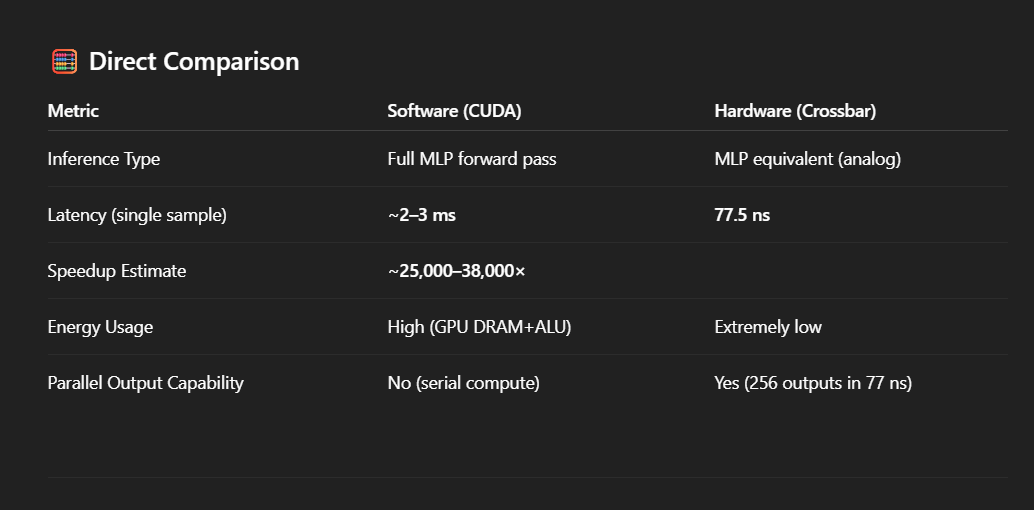 Direct Comparison
Metric Software (CUDA) Hardware (Crossbar)
Inference Type Full MLP forward pass MLP equivalent (analog)
Latency (single sample) ~2–3 ms 77.5 ns
Speedup Estimate ~25,000–38,000×
Energy Usage High (GPU DRAM+ALU) Extremely low
Parallel Output Capability No (serial compute) Yes (256 outputs in 77 ns)